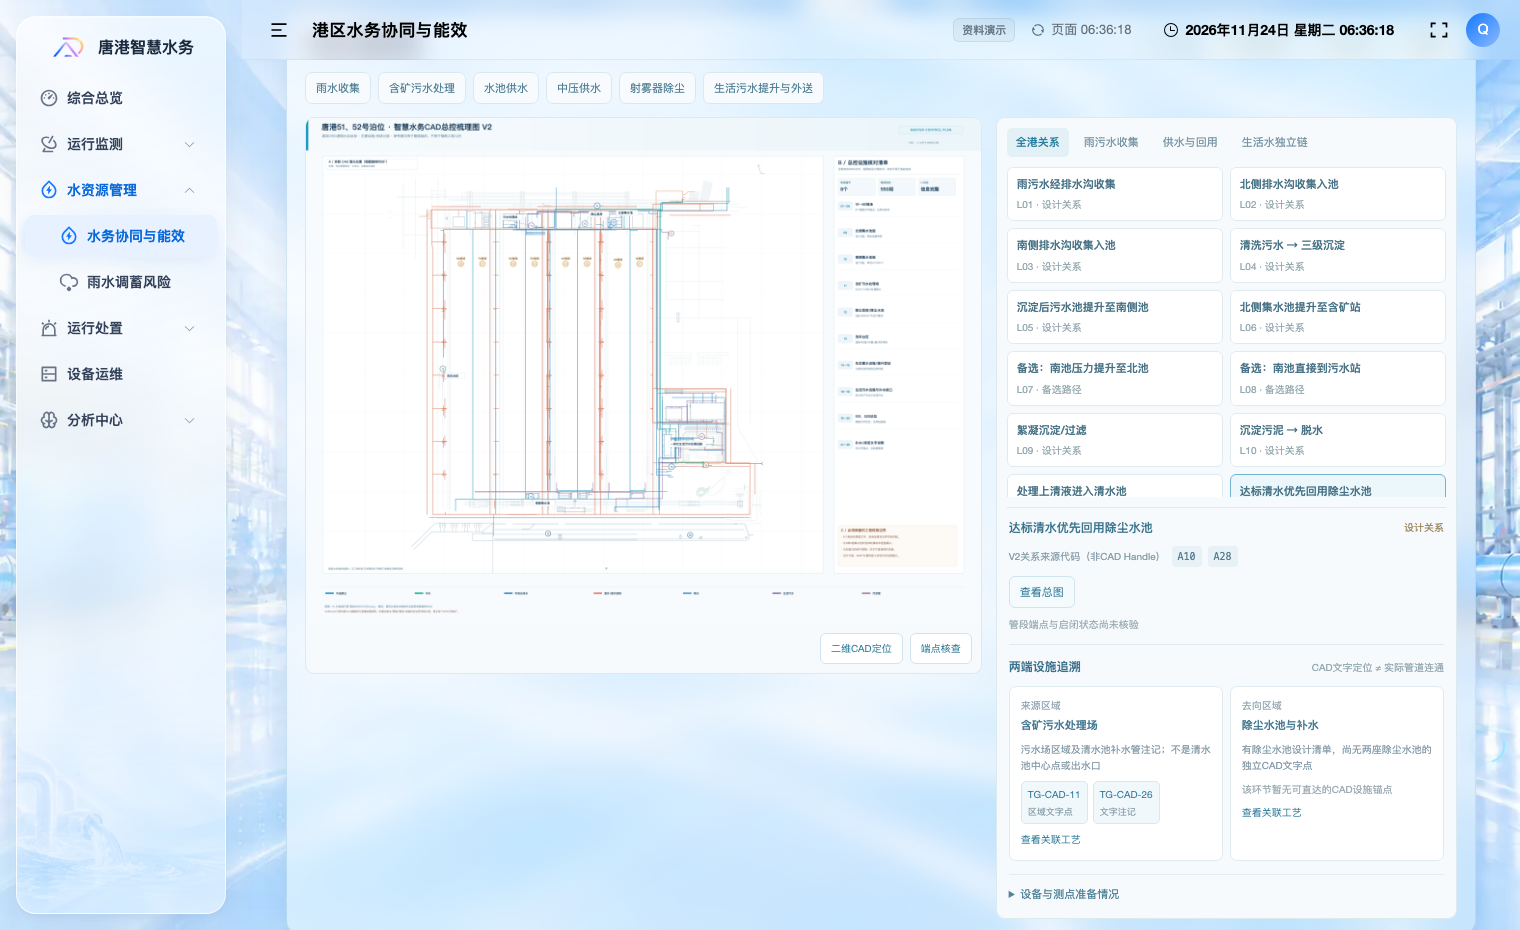 唐港智慧水务
综合总览
运行监测
水资源管理
水务协同与能效
雨水调蓄风险
运行处置
设备运维
分析中心
港区水务协同与能效
资料演示
页面 06:36:18
2026年11月24日 星期二 06:36:18
Q
雨水收集
含矿污水处理
水池供水
中压供水
射雾器除尘
生活污水提升与外送
唐港51、52号泊位 · 智慧水务CAD总控梳理图 V2
二维CAD定位
端点核查
全港关系
雨污水收集
供水与回用
生活水独立链
雨污水经排水沟收集
L01 · 设计关系
北侧排水沟收集入池
L02 · 设计关系
南侧排水沟收集入池
L03 · 设计关系
清洗污水 → 三级沉淀
L04 · 设计关系
沉淀后污水池提升至南侧池
L05 · 设计关系
北侧集水池提升至含矿站
L06 · 设计关系
备选：南池压力提升至北池
L07 · 备选路径
备选：南池直接到污水站
L08 · 备选路径
絮凝沉淀/过滤
L09 · 设计关系
沉淀污泥 → 脱水
L10 · 设计关系
处理上清液进入清水池
达标清水优先回用除尘水池
达标清水优先回用除尘水池
设计关系
V2关系来源代码（非CAD Handle）
A10
A28
查看总图
管段端点与启闭状态尚未核验
两端设施追溯
CAD文字定位 ≠ 实际管道连通
来源区域
含矿污水处理场
污水场区域及清水池补水管注记；不是清水
池中心点或出水口
TG-CAD-11
区域文字点
TG-CAD-26
文字注记
查看关联工艺
去向区域
除尘水池与补水
有除尘水池设计清单，尚无两座除尘水池的
独立CAD文字点
该环节暂无可直达的CAD设施锚点
查看关联工艺
设备与测点准备情况